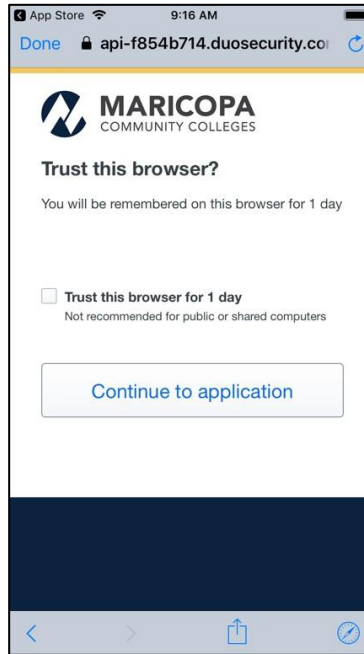 App Store 9:16 AM
Done api-f854b714.duosecurity.co
MARICOPA
COMMUNITY COLLEGES
Trust this browser?
You will be remembered on this browser for 1 day
Trust this browser for 1 day
Not recommended for public or shared computers
Continue to application